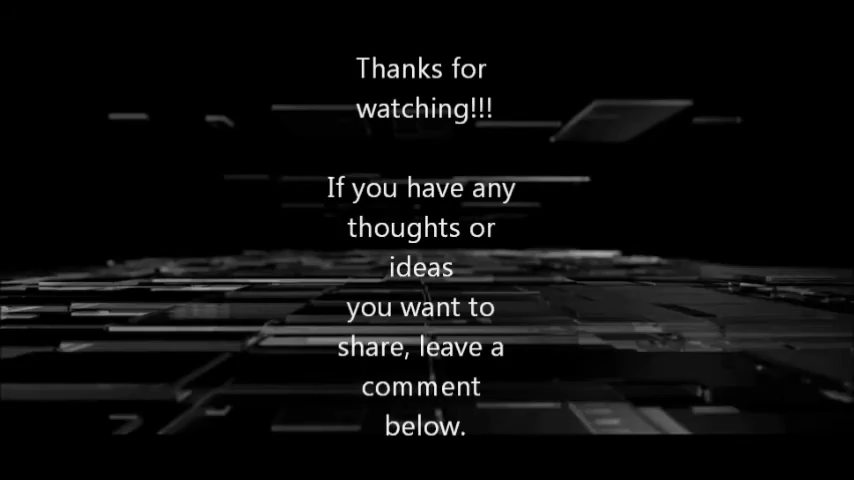 Thanks for
watching!!!
If you have any
thoughts or
ideas
you want to
share, leave a
comment
below.